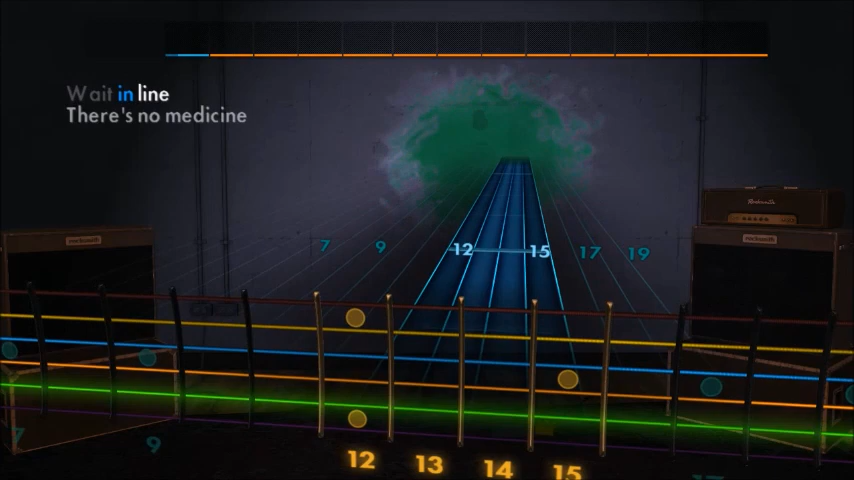 Wait in line
There's no medicine
7 9 12 15 17 19
9
12 13 14 15